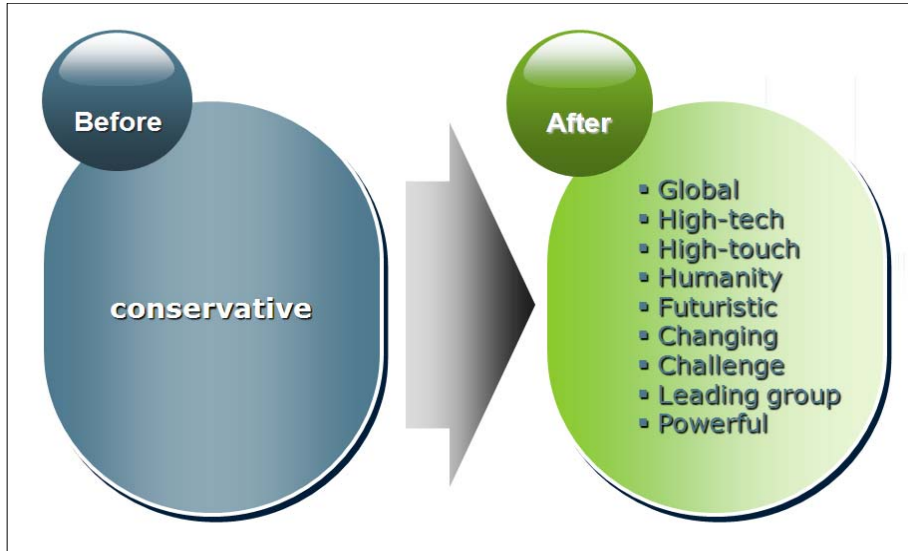 Before
conservative
After
▪ Global
▪ High-tech
▪ High-touch
▪ Humanity
▪ Futuristic
▪ Changing
▪ Challenge
▪ Leading group
▪ Powerful